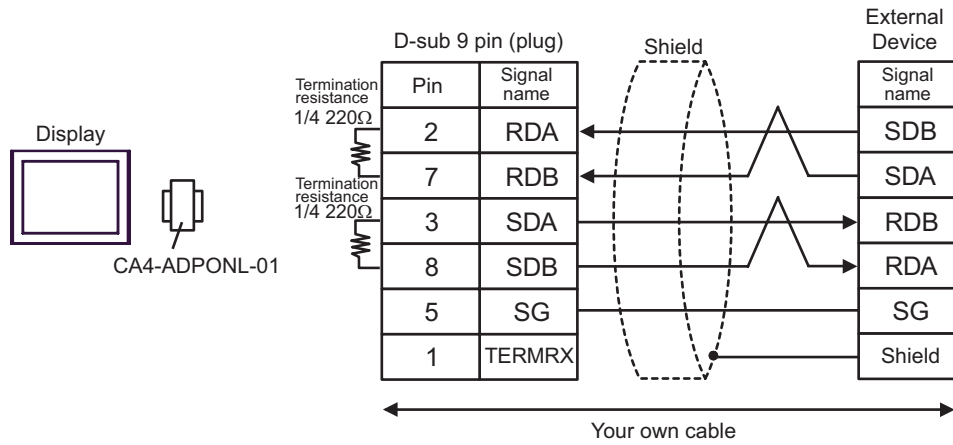 External
Device
D-sub 9 pin (plug)
Shield
Termination
resistance
1/4 220Ω
Pin
Signal
name
Signal
name
Display
2
RDA
SDB
7
RDB
SDA
Termination
resistance
1/4 220Ω
3
SDA
RDB
8
SDB
RDA
CA4-ADPONL-01
5
SG
SG
1
TERMRX
Shield
Your own cable